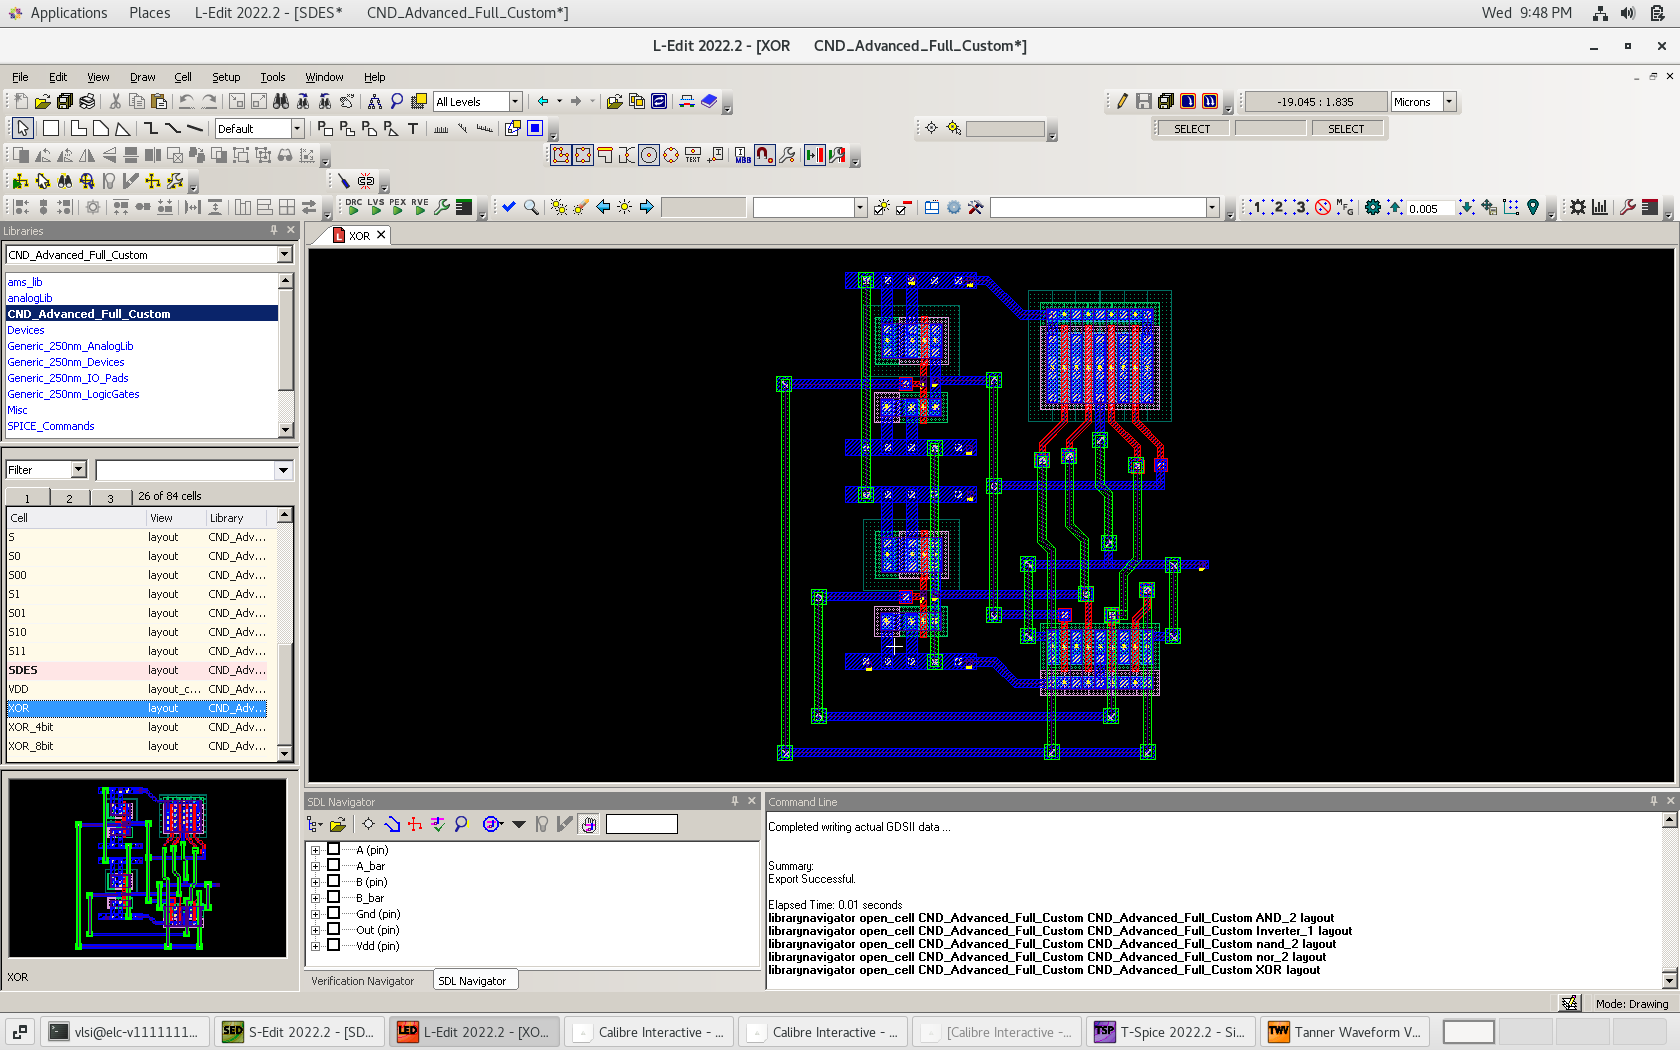 Applications Places L-Edit 2022.2 - [SDES* CND_Advanced_Full_Custom*] Wed 9:48 PM
L-Edit 2022.2 - [XOR CND_Advanced_Full_Custom*]
File Edit View Draw Cell Setup Tools Window Help
All Levels -19.045 : 1.835 Microns
Default T SELECT SELECT
TEXT MBB
DRC LVS PEX RVE 1 2 3 0.005
Libraries XOR
CND_Advanced_Full_Custom
ams_lib
analogLib
CND_Advanced_Full_Custom
Devices
Generic_250nm_AnalogLib
Generic_250nm_Devices
Generic_250nm_IO_Pads
Generic_250nm_LogicGates
Misc
SPICE_Commands
Filter
1 2 3 26 of 84 cells
Cell View Library
S layout CND_Adv...
S0 layout CND_Adv...
S00 layout CND_Adv...
S1 layout CND_Adv...
S01 layout CND_Adv...
S10 layout CND_Adv...
S11 layout CND_Adv...
SDES layout CND_Adv...
VDD layout_c... CND_Adv...
XOR layout CND_Adv...
XOR_4bit layout CND_Adv...
XOR_8bit layout CND_Adv...
XOR
SDL Navigator
A (pin)
A_bar
B (pin)
B_bar
Gnd (pin)
Out (pin)
Vdd (pin)
Verification Navigator SDL Navigator
Command Line
Completed writing actual GDSII data ...
Summary:
Export Successful.
Elapsed Time: 0.01 seconds
librarynavigator open_cell CND_Advanced_Full_Custom CND_Advanced_Full_Custom AND_2 layout
librarynavigator open_cell CND_Advanced_Full_Custom CND_Advanced_Full_Custom Inverter_1 layout
librarynavigator open_cell CND_Advanced_Full_Custom CND_Advanced_Full_Custom nand_2 layout
librarynavigator open_cell CND_Advanced_Full_Custom CND_Advanced_Full_Custom nor_2 layout
librarynavigator open_cell CND_Advanced_Full_Custom CND_Advanced_Full_Custom XOR layout
Mode: Drawing
vlsi@elc-v1111111... SED S-Edit 2022.2 - [SD... LED L-Edit 2022.2 - [XO... Calibre Interactive - ... Calibre Interactive - ... [Calibre Interactive - ... TSP T-Spice 2022.2 - Si... TWV Tanner Waveform V...